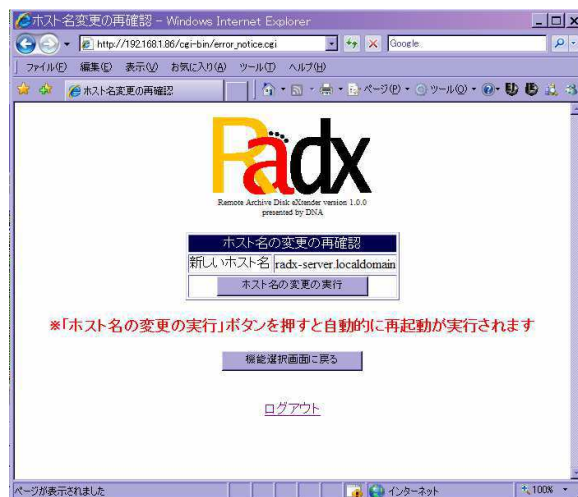 ホスト名変更の再確認 - Windows Internet Explorer
http://192.168.1.86/cgi-bin/error_notice.cgi
Google
ファイル(F) 編集(E) 表示(V) お気に入り(A) ツール(T) ヘルプ(H)
ホスト名変更の再確認
ページ(P) ツール(O)
Radx
Remote Archive Disk eXtender version 1.0.0
presented by DNA
ホスト名の変更の再確認
新しいホスト名 radx-server.localdomain
ホスト名の変更の実行
※「ホスト名の変更の実行」ボタンを押すと自動的に再起動が実行されます
機能選択画面に戻る
ログアウト
ページが表示されました インターネット 100%